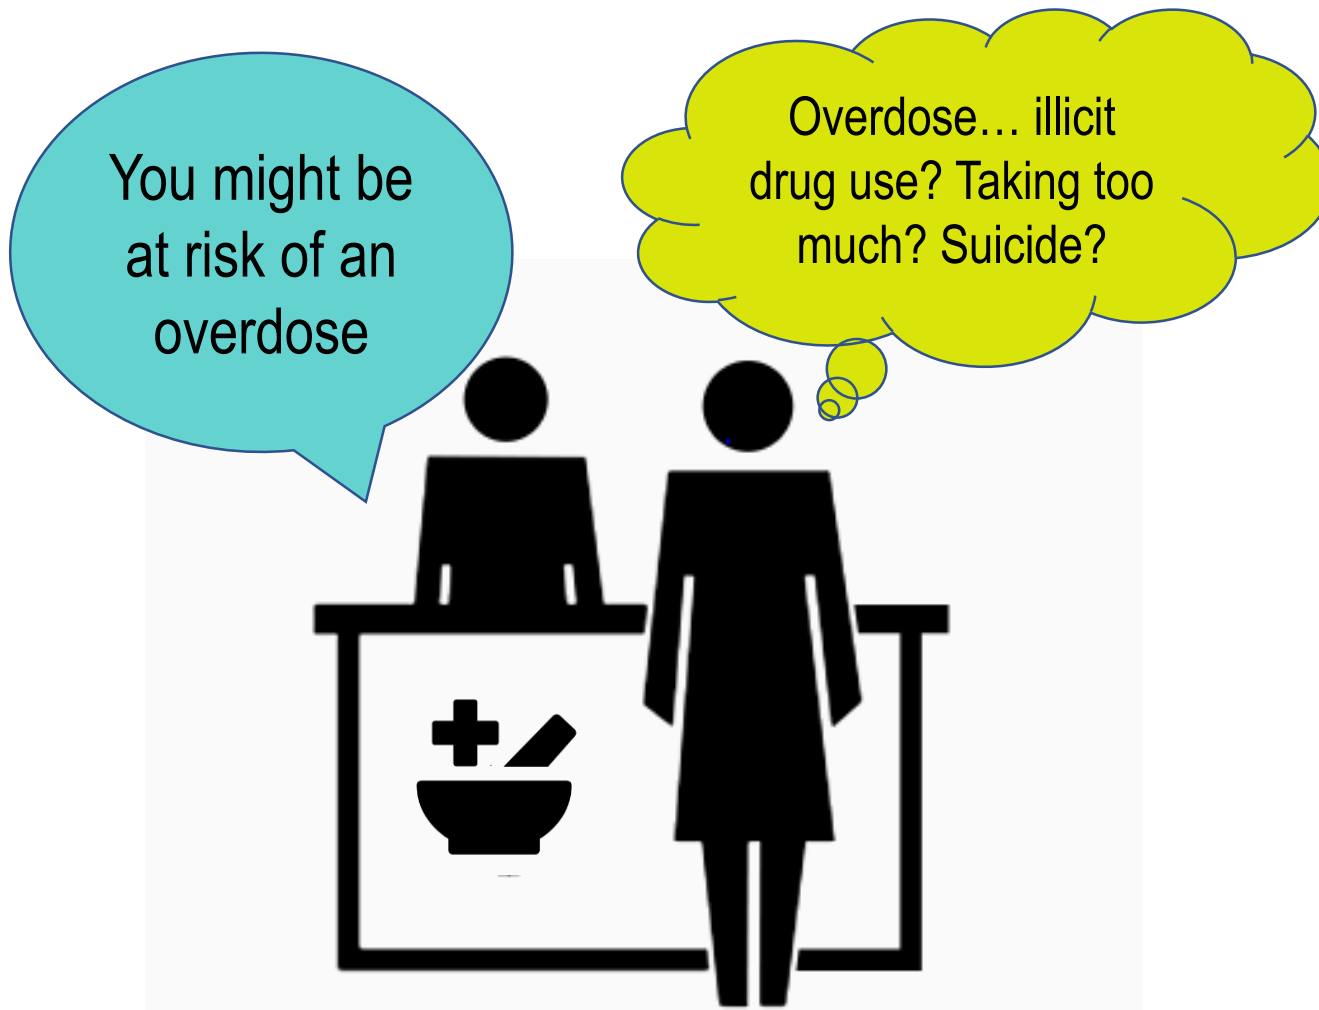 You might be
at risk of an
overdose
Overdose… illicit
drug use? Taking too
much? Suicide?